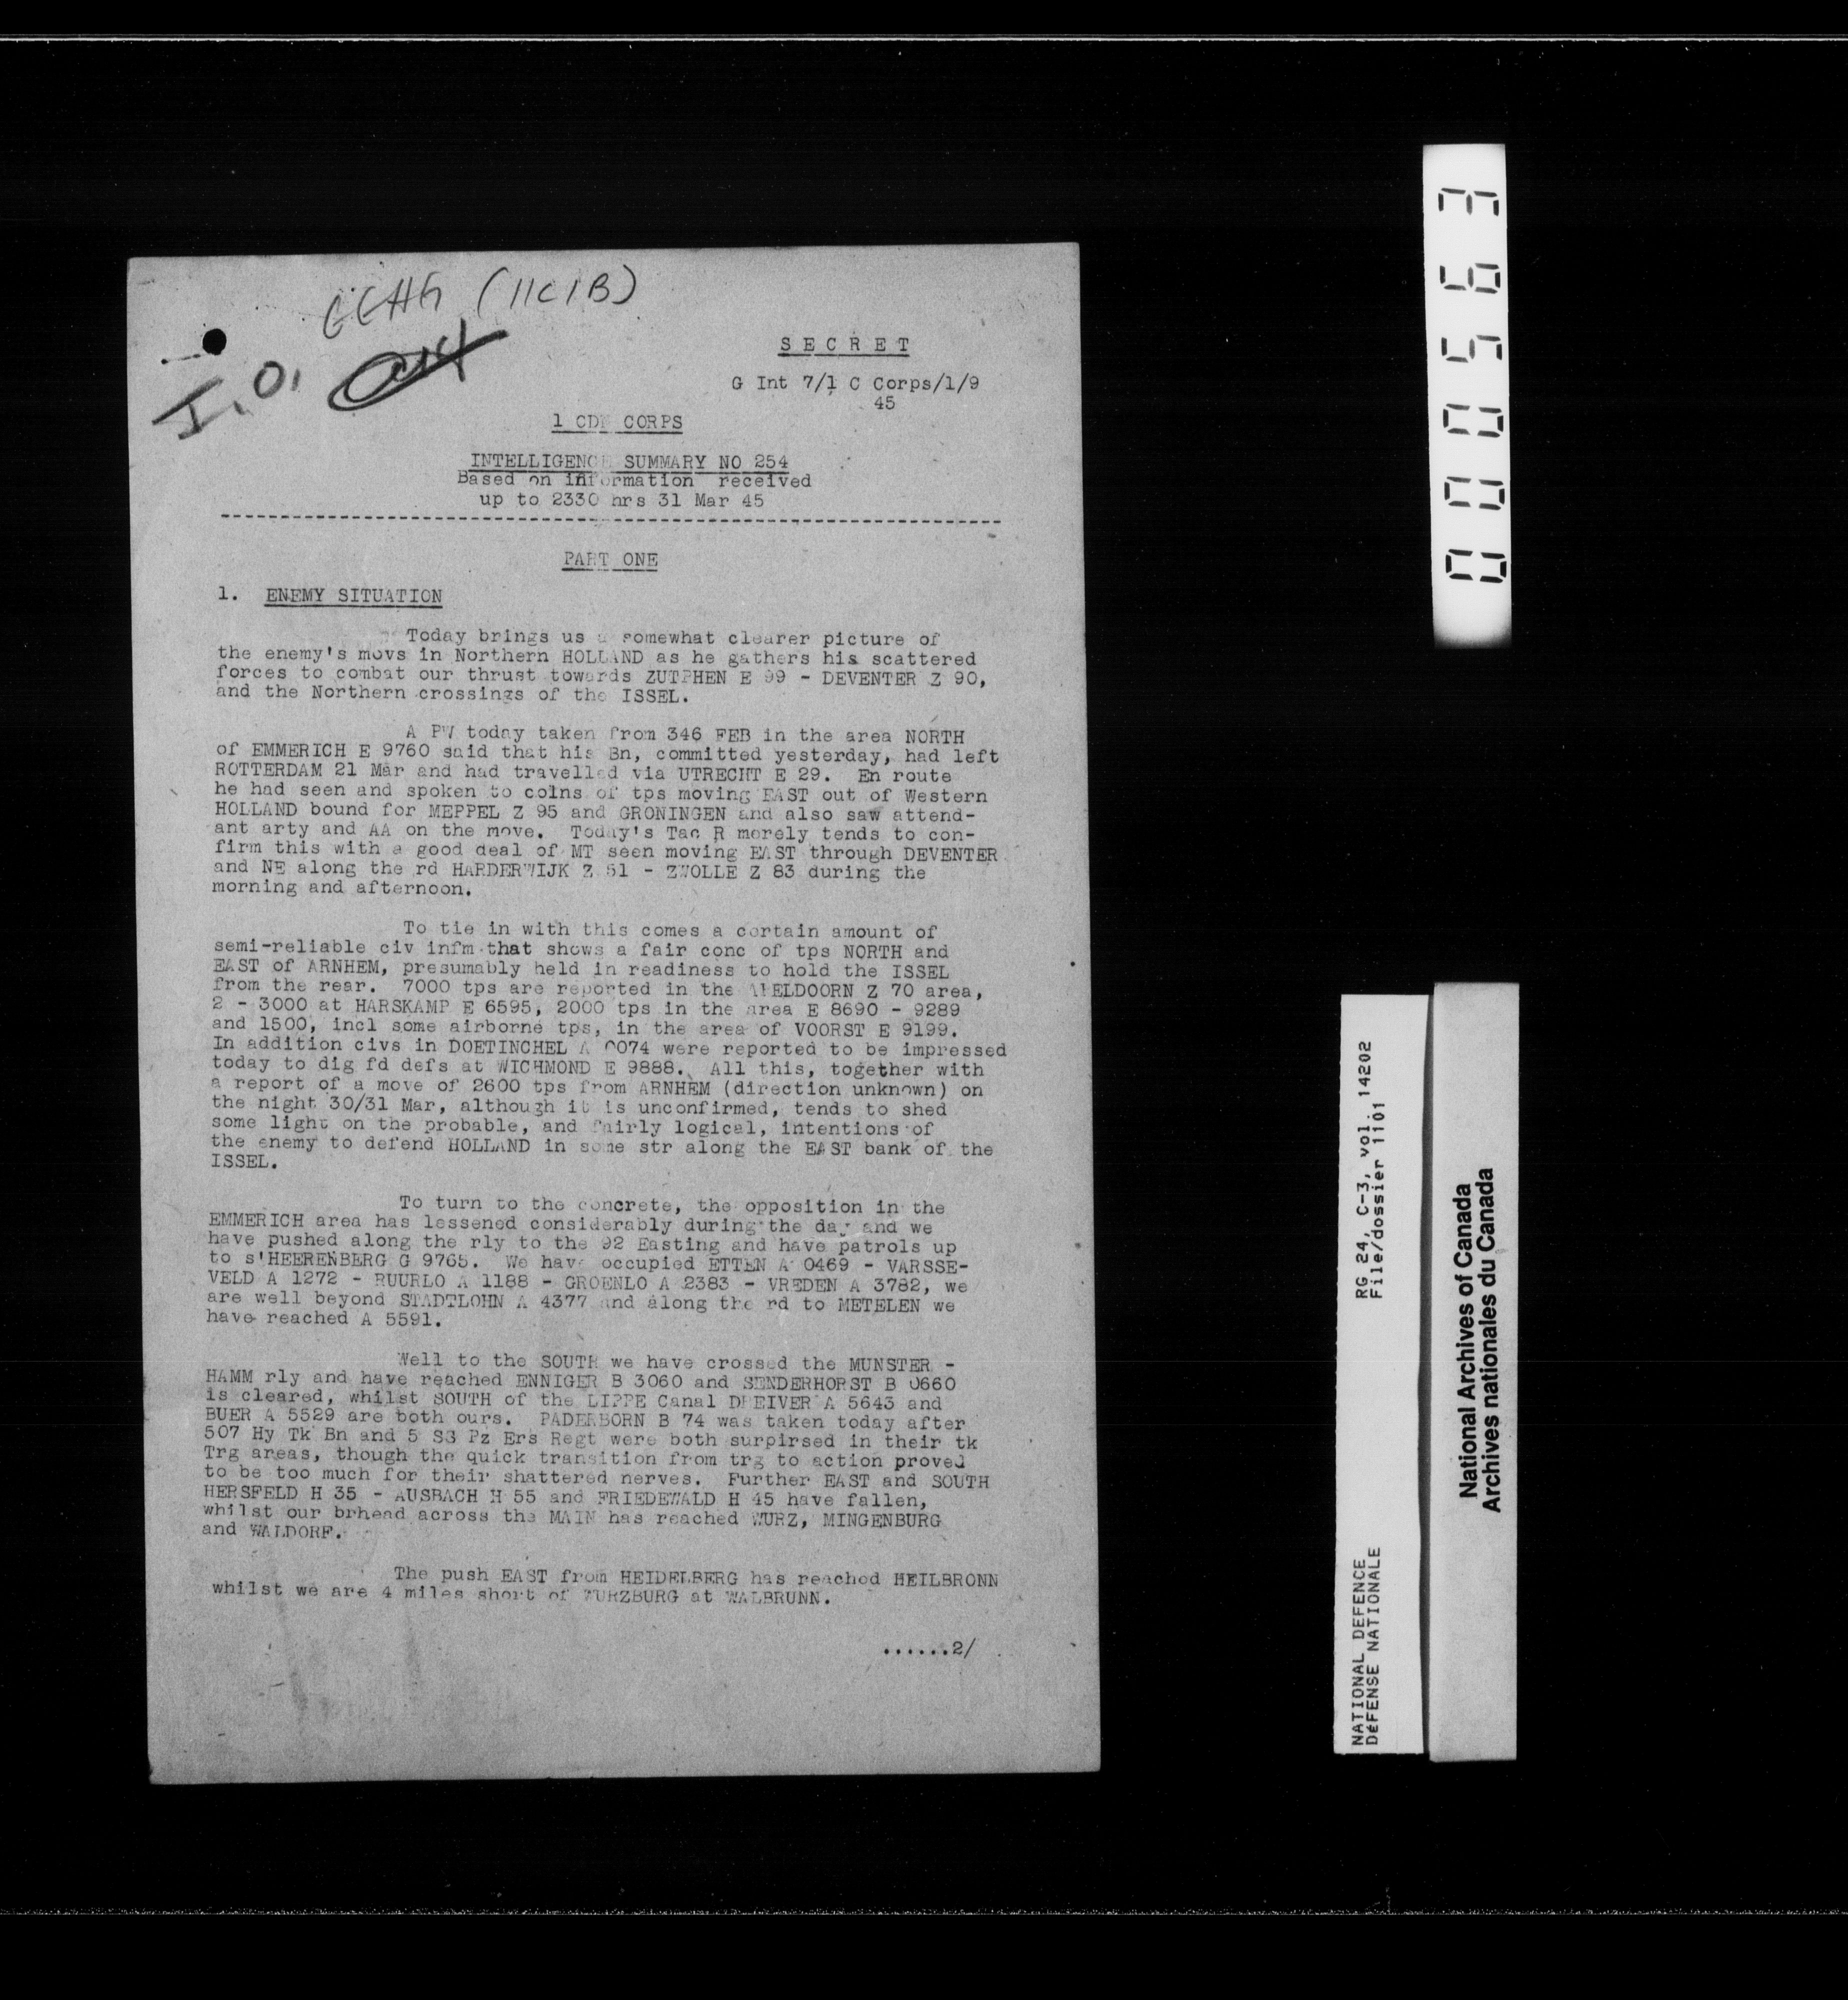 (11C1B)
I.O.
S E C R E T
G Int 7/1 C Corps/1/9
45
1 CDN CORPS
INTELLIGENCE SUMMARY NO 254
Based on information received
up to 2330 hrs 31 Mar 45
PART ONE
1. ENEMY SITUATION
Today brings us a somewhat clearer picture of
the enemy's movs in Northern HOLLAND as he gathers his scattered
forces to combat our thrust towards ZUTPHEN E 99 - DEVENTER Z 90,
and the Northern crossings of the ISSEL.
A PW today taken from 346 FEB in the area NORTH
of EMMERICH E 9760 said that his Bn, committed yesterday, had left
ROTTERDAM 21 Mar and had travelled via UTRECHT E 29. En route
he had seen and spoken to colns of tps moving EAST out of Western
HOLLAND bound for MEPPEL Z 95 and GRONINGEN and also saw attend-
ant arty and AA on the move. Today's Tac R merely tends to con-
firm this with a good deal of MT seen moving EAST through DEVENTER
and NE along the rd HARDERWIJK Z 51 - ZWOLLE Z 83 during the
morning and afternoon.
To tie in with this comes a certain amount of
semi-reliable civ infm that shows a fair conc of tps NORTH and
EAST of ARNHEM, presumably held in readiness to hold the ISSEL
from the rear. 7000 tps are reported in the APELDOORN Z 70 area,
2 - 3000 at HARSKAMP E 6595, 2000 tps in the area E 8690 - 9289
and 1500, incl some airborne tps, in the area of VOORST E 9199.
In addition civs in DOETINCHEL A 0074 were reported to be impressed
today to dig fd defs at WICHMOND E 9888. All this, together with
a report of a move of 2600 tps from ARNHEM (direction unknown) on
the night 30/31 Mar, although it is unconfirmed, tends to shed
some light on the probable, and fairly logical, intentions of
the enemy to defend HOLLAND in some str along the EAST bank of the
ISSEL.
To turn to the concrete, the opposition in the
EMMERICH area has lessened considerably during the day and we
have pushed along the rly to the 92 Easting and have patrols up
to s'HEERENBERG G 9765. We have occupied ETTEN A 0469 - VARSSE-
VELD A 1272 - RUURLO A 1188 - GROENLO A 2383 - VREDEN A 3782, we
are well beyond STADTLOHN A 4377 and along the rd to METELEN we
have reached A 5591.
Well to the SOUTH we have crossed the MUNSTER -
HAMM rly and have reached ENNIGER B 3060 and SENDERHORST B 0660
is cleared, whilst SOUTH of the LIPPE Canal DREIVER A 5643 and
BUER A 5529 are both ours. PADERBORN B 74 was taken today after
507 Hy Tk Bn and 5 SS Pz Ers Regt were both surpirsed in their tk
Trg areas, though the quick transition from trg to action proved
to be too much for their shattered nerves. Further EAST and SOUTH
HERSFELD H 35 - AUSBACH H 55 and FRIEDEWALD H 45 have fallen,
whilst our brhead across the MAIN has reached WURZ, MINGENBURG
and WALDORF.
The push EAST from HEIDELBERG has reached HEILBRONN
whilst we are 4 miles short of WURZBURG at WALBRUNN.
......2/
000563
RG 24, C-3, vol. 14202
File/dossier 1101
NATIONAL DEFENCE
DéFENSE NATIONALE
National Archives of Canada
Archives nationales du Canada